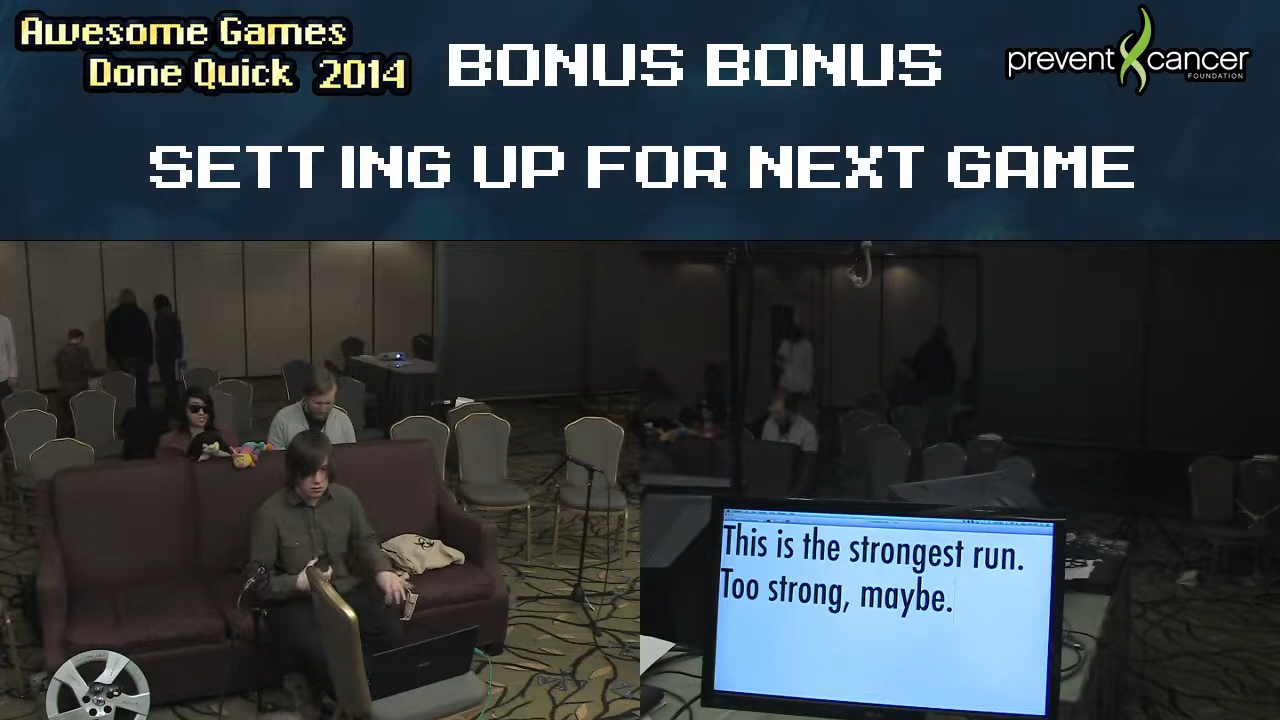 Awesome Games
Done Quick 2014
BONUS BONUS
prevent cancer
FOUNDATION
SETTING UP FOR NEXT GAME
This is the strongest run.
Too strong, maybe.